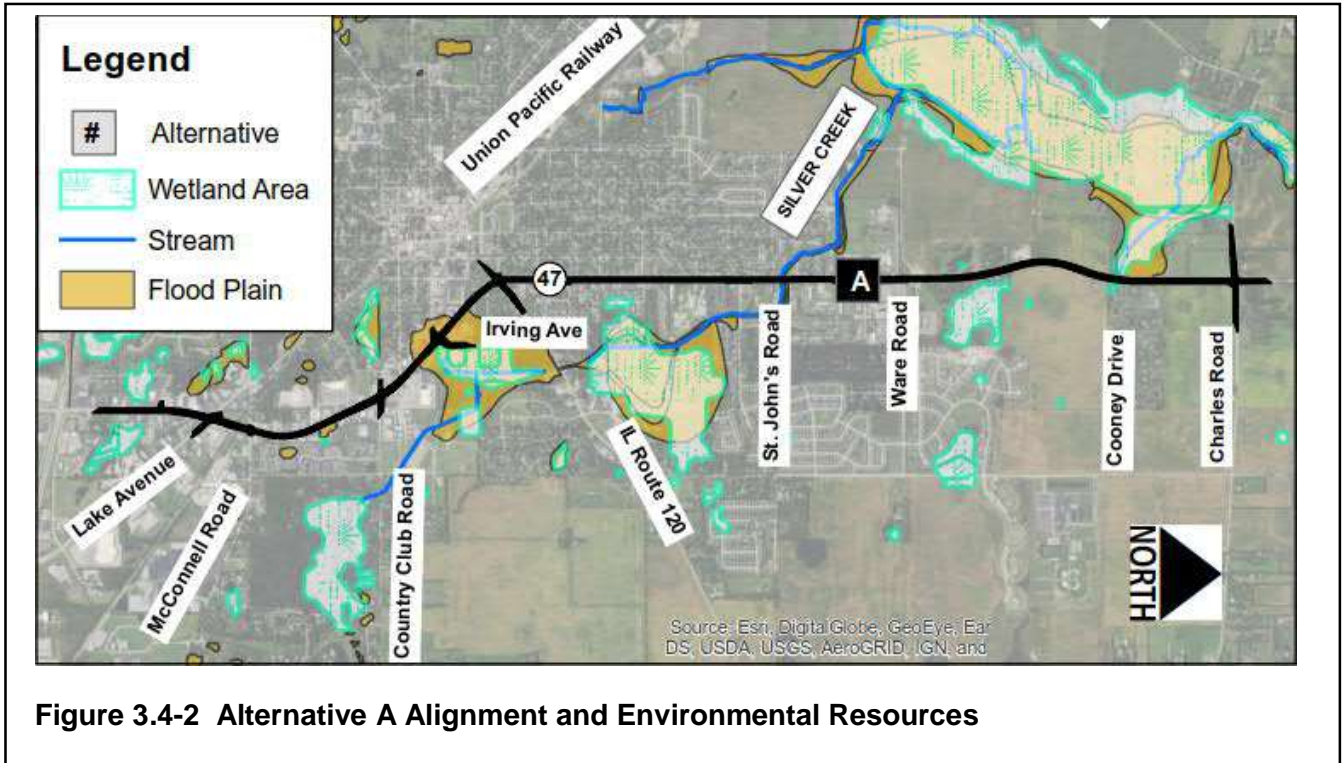 Legend
# Alternative
Wetland Area
Stream
Flood Plain
Union Pacific Railway
SILVER CREEK
47
A
Irving Ave
Lake Avenue
McConnell Road
Country Club Road
IL Route 120
St. John's Road
Ware Road
Cooney Drive
Charles Road
NORTH
Source: Esri, DigitalGlobe, GeoEye, Ear
DS, USDA, USGS, AeroGRID, IGN, and
Figure 3.4-2 Alternative A Alignment and Environmental Resources